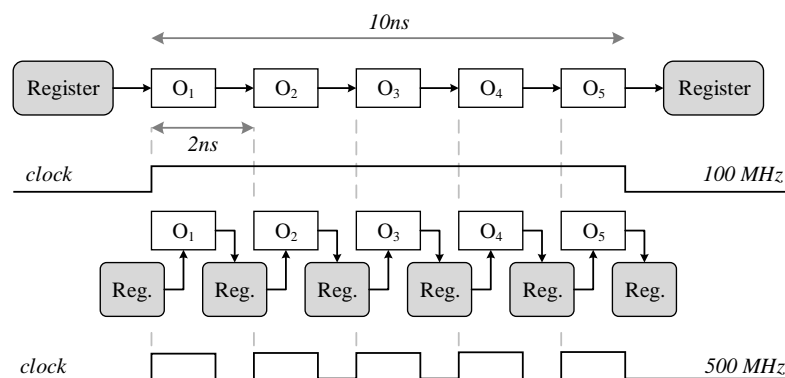 10ns
Register O1 O2 O3 O4 O5 Register
2ns
clock 100 MHz
O1 O2 O3 O4 O5
Reg. Reg. Reg. Reg. Reg. Reg.
clock 500 MHz